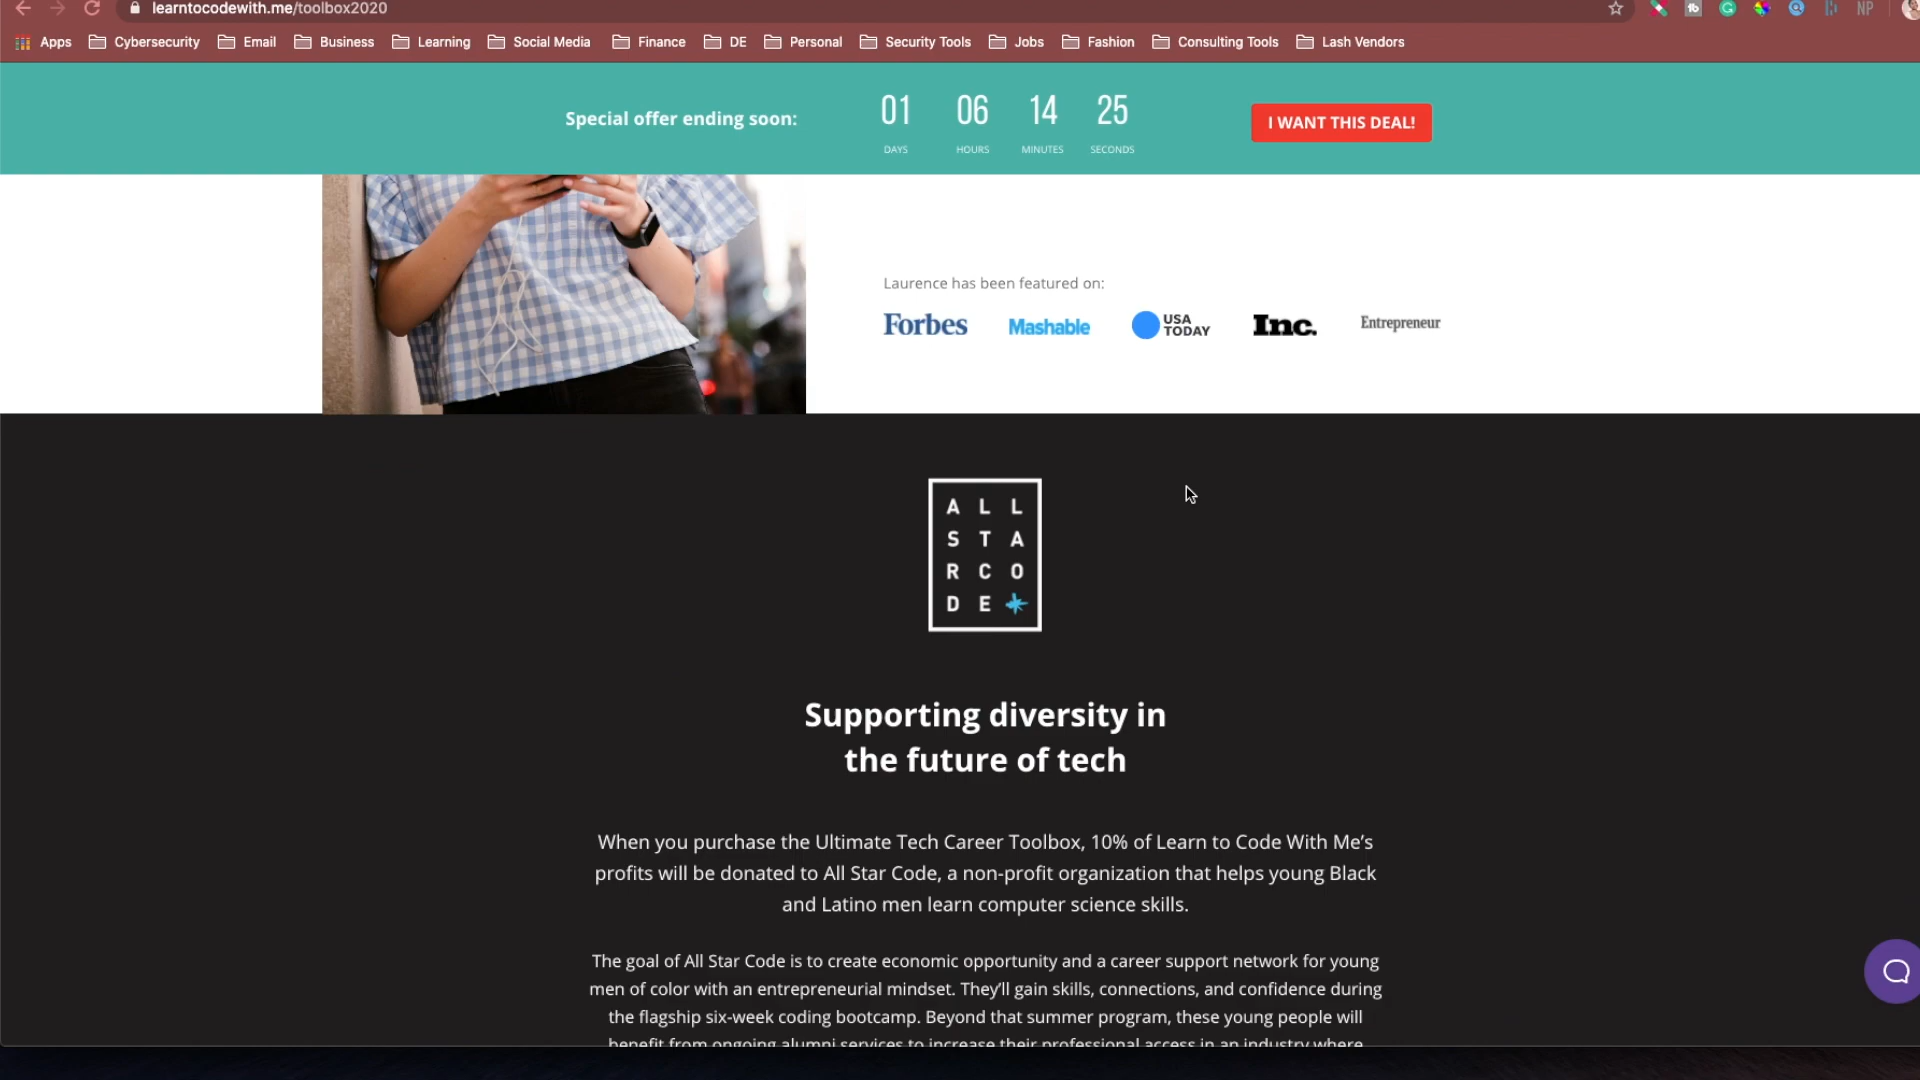 learntocodewith.me/toolbox2020
NP
Apps Cybersecurity Email Business Learning Social Media Finance DE Personal Security Tools Jobs Fashion Consulting Tools Lash Vendors
Special offer ending soon:
01 06 14 25
DAYS HOURS MINUTES SECONDS
I WANT THIS DEAL!
Laurence has been featured on:
Forbes Mashable USA TODAY Inc. Entrepreneur
A L L
S T A
R C O
D E
Supporting diversity in
the future of tech
When you purchase the Ultimate Tech Career Toolbox, 10% of Learn to Code With Me’s
profits will be donated to All Star Code, a non-profit organization that helps young Black
and Latino men learn computer science skills.
The goal of All Star Code is to create economic opportunity and a career support network for young
men of color with an entrepreneurial mindset. They’ll gain skills, connections, and confidence during
the flagship six-week coding bootcamp. Beyond that summer program, these young people will
benefit from ongoing alumni services to increase their professional access in an industry where